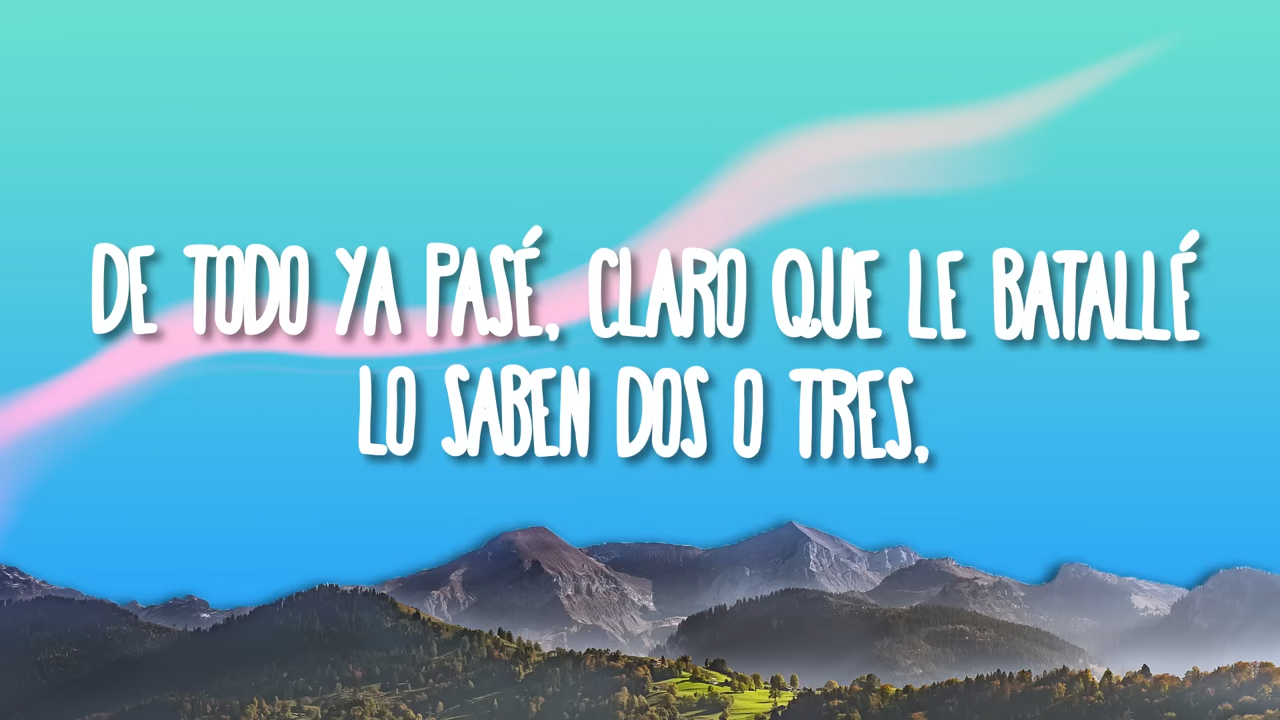 DE TODO YA PASÉ, CLARO QUE LE BATALLÉ
LO SABEN DOS O TRES,